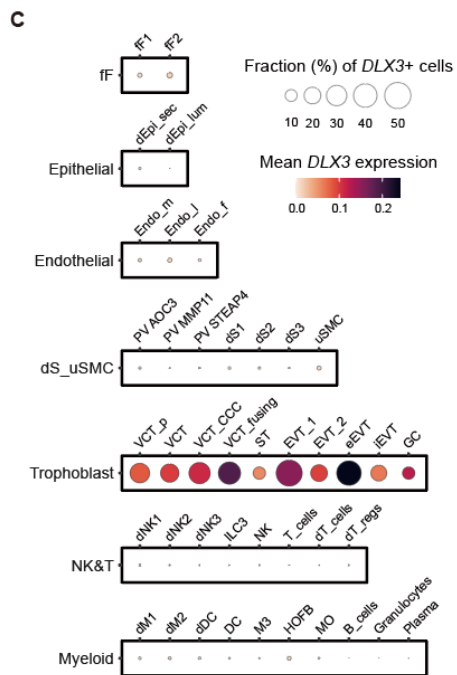 C
fF1 fF2
fF
Fraction (%) of DLX3+ cells
10 20 30 40 50
dEpi_sec dEpi_lum
Epithelial
Mean DLX3 expression
0.0 0.1 0.2
Endo_m Endo_j Endo_f
Endothelial
PV AOC3 PV MMP11 PV STEAP4 dS1 dS2 dS3 uSMC
dS_uSMC
VCT_p VCT VCT_CCC VCT_fusing ST EVT_1 EVT_2 eEVT iEVT GC
Trophoblast
dNK1 dNK2 dNK3 ILC3 NK T_cells dT_cells dT_regs
NK&T
dM1 dM2 dDC DC M3 HOFB MO B_cells Granulocytes Plasma
Myeloid